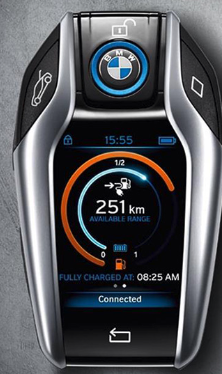 BMW
15:55
1/2
251 km
AVAILABLE RANGE
0 1
FULLY CHARGED AT: 08:25 AM
Connected